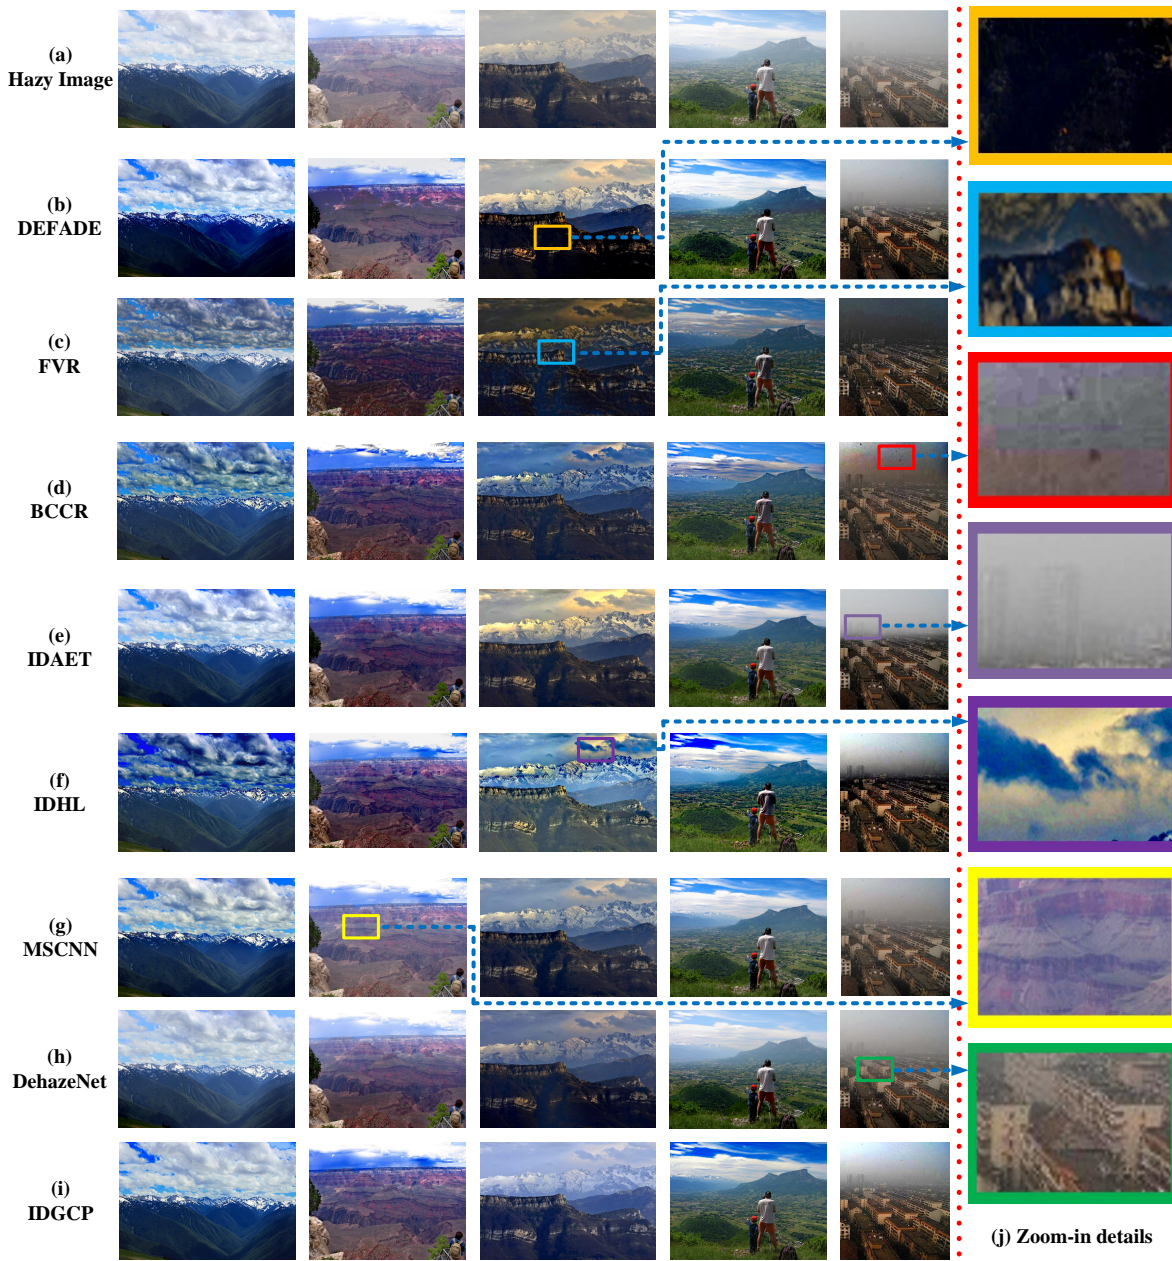 (a)
Hazy Image
(b)
DEFADE
(c)
FVR
(d)
BCCR
(e)
IDAET
(f)
IDHL
(g)
MSCNN
(h)
DehazeNet
(i)
IDGCP
(j) Zoom-in details